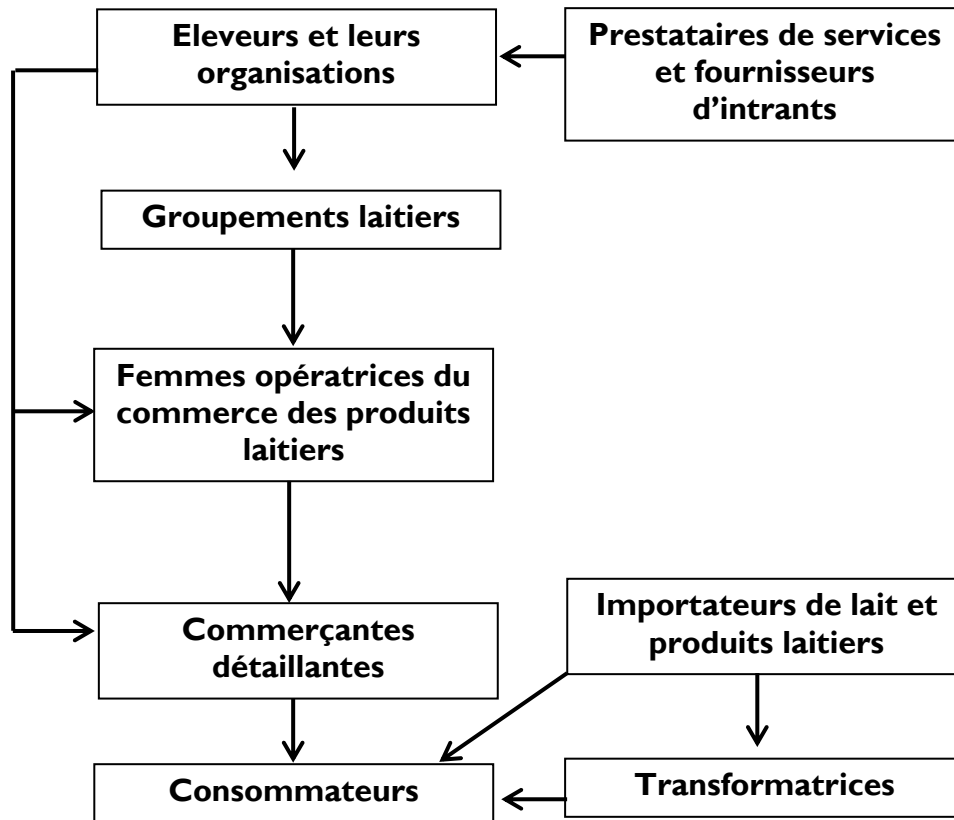 Eleveurs et leurs
organisations
Prestataires de services
et fournisseurs
d’intrants
Groupements laitiers
Femmes opératrices du
commerce des produits
laitiers
Commerçantes
détaillantes
Importateurs de lait et
produits laitiers
Consommateurs
Transformatrices